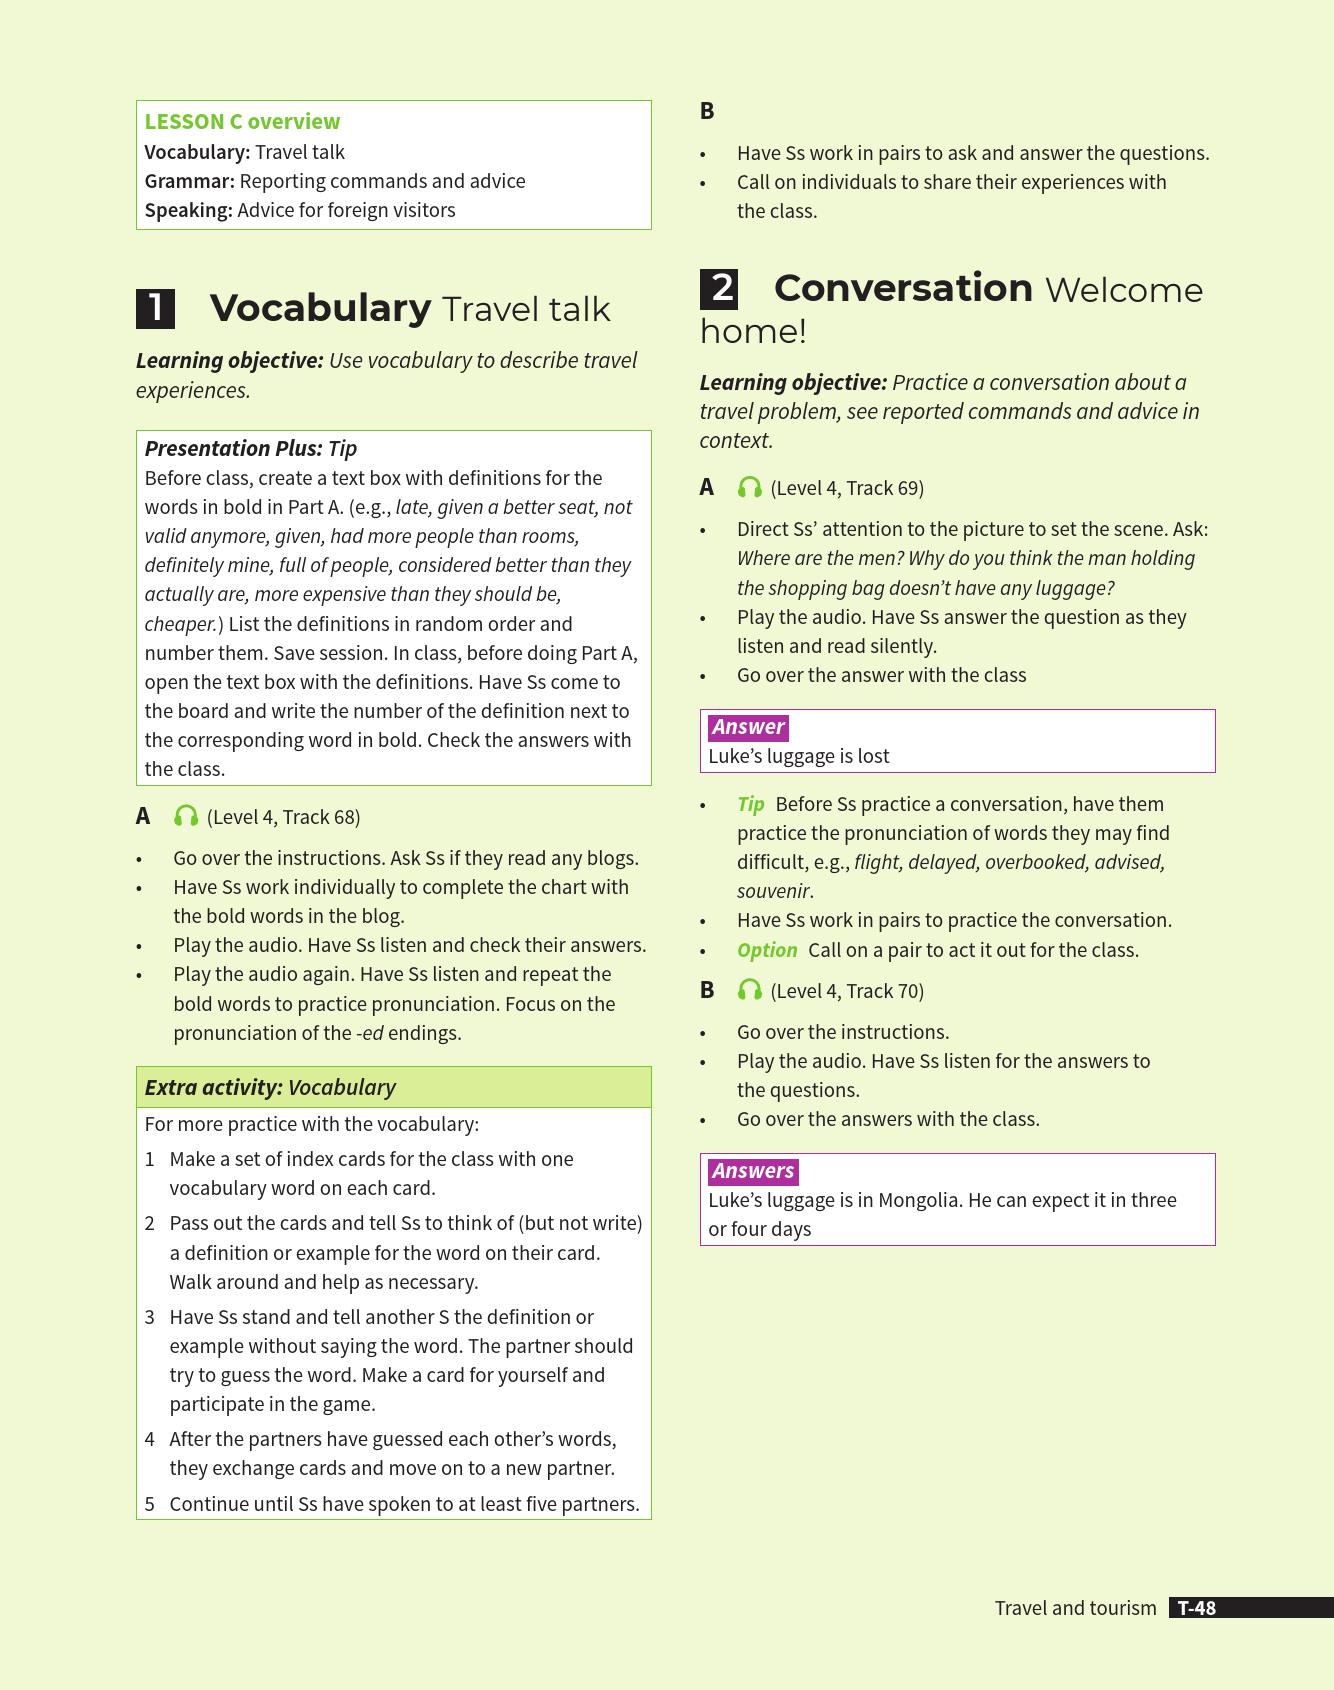 LESSON C overview
Vocabulary: Travel talk
Grammar: Reporting commands and advice
Speaking: Advice for foreign visitors
1 Vocabulary Travel talk
Learning objective: Use vocabulary to describe travel
experiences.
Presentation Plus: Tip
Before class, create a text box with definitions for the
words in bold in Part A. (e.g., late, given a better seat, not
valid anymore, given, had more people than rooms,
definitely mine, full of people, considered better than they
actually are, more expensive than they should be,
cheaper.) List the definitions in random order and
number them. Save session. In class, before doing Part A,
open the text box with the definitions. Have Ss come to
the board and write the number of the definition next to
the corresponding word in bold. Check the answers with
the class.
A (Level 4, Track 68)
• Go over the instructions. Ask Ss if they read any blogs.
• Have Ss work individually to complete the chart with
the bold words in the blog.
• Play the audio. Have Ss listen and check their answers.
• Play the audio again. Have Ss listen and repeat the
bold words to practice pronunciation. Focus on the
pronunciation of the -ed endings.
Extra activity: Vocabulary
For more practice with the vocabulary:
1 Make a set of index cards for the class with one
vocabulary word on each card.
2 Pass out the cards and tell Ss to think of (but not write)
a definition or example for the word on their card.
Walk around and help as necessary.
3 Have Ss stand and tell another S the definition or
example without saying the word. The partner should
try to guess the word. Make a card for yourself and
participate in the game.
4 After the partners have guessed each other’s words,
they exchange cards and move on to a new partner.
5 Continue until Ss have spoken to at least five partners.
B
• Have Ss work in pairs to ask and answer the questions.
• Call on individuals to share their experiences with
the class.
2 Conversation Welcome
home!
Learning objective: Practice a conversation about a
travel problem, see reported commands and advice in
context.
A (Level 4, Track 69)
• Direct Ss’ attention to the picture to set the scene. Ask:
Where are the men? Why do you think the man holding
the shopping bag doesn’t have any luggage?
• Play the audio. Have Ss answer the question as they
listen and read silently.
• Go over the answer with the class
Answer
Luke’s luggage is lost
• Tip Before Ss practice a conversation, have them
practice the pronunciation of words they may find
difficult, e.g., flight, delayed, overbooked, advised,
souvenir.
• Have Ss work in pairs to practice the conversation.
• Option Call on a pair to act it out for the class.
B (Level 4, Track 70)
• Go over the instructions.
• Play the audio. Have Ss listen for the answers to
the questions.
• Go over the answers with the class.
Answers
Luke’s luggage is in Mongolia. He can expect it in three
or four days
Travel and tourism T-48